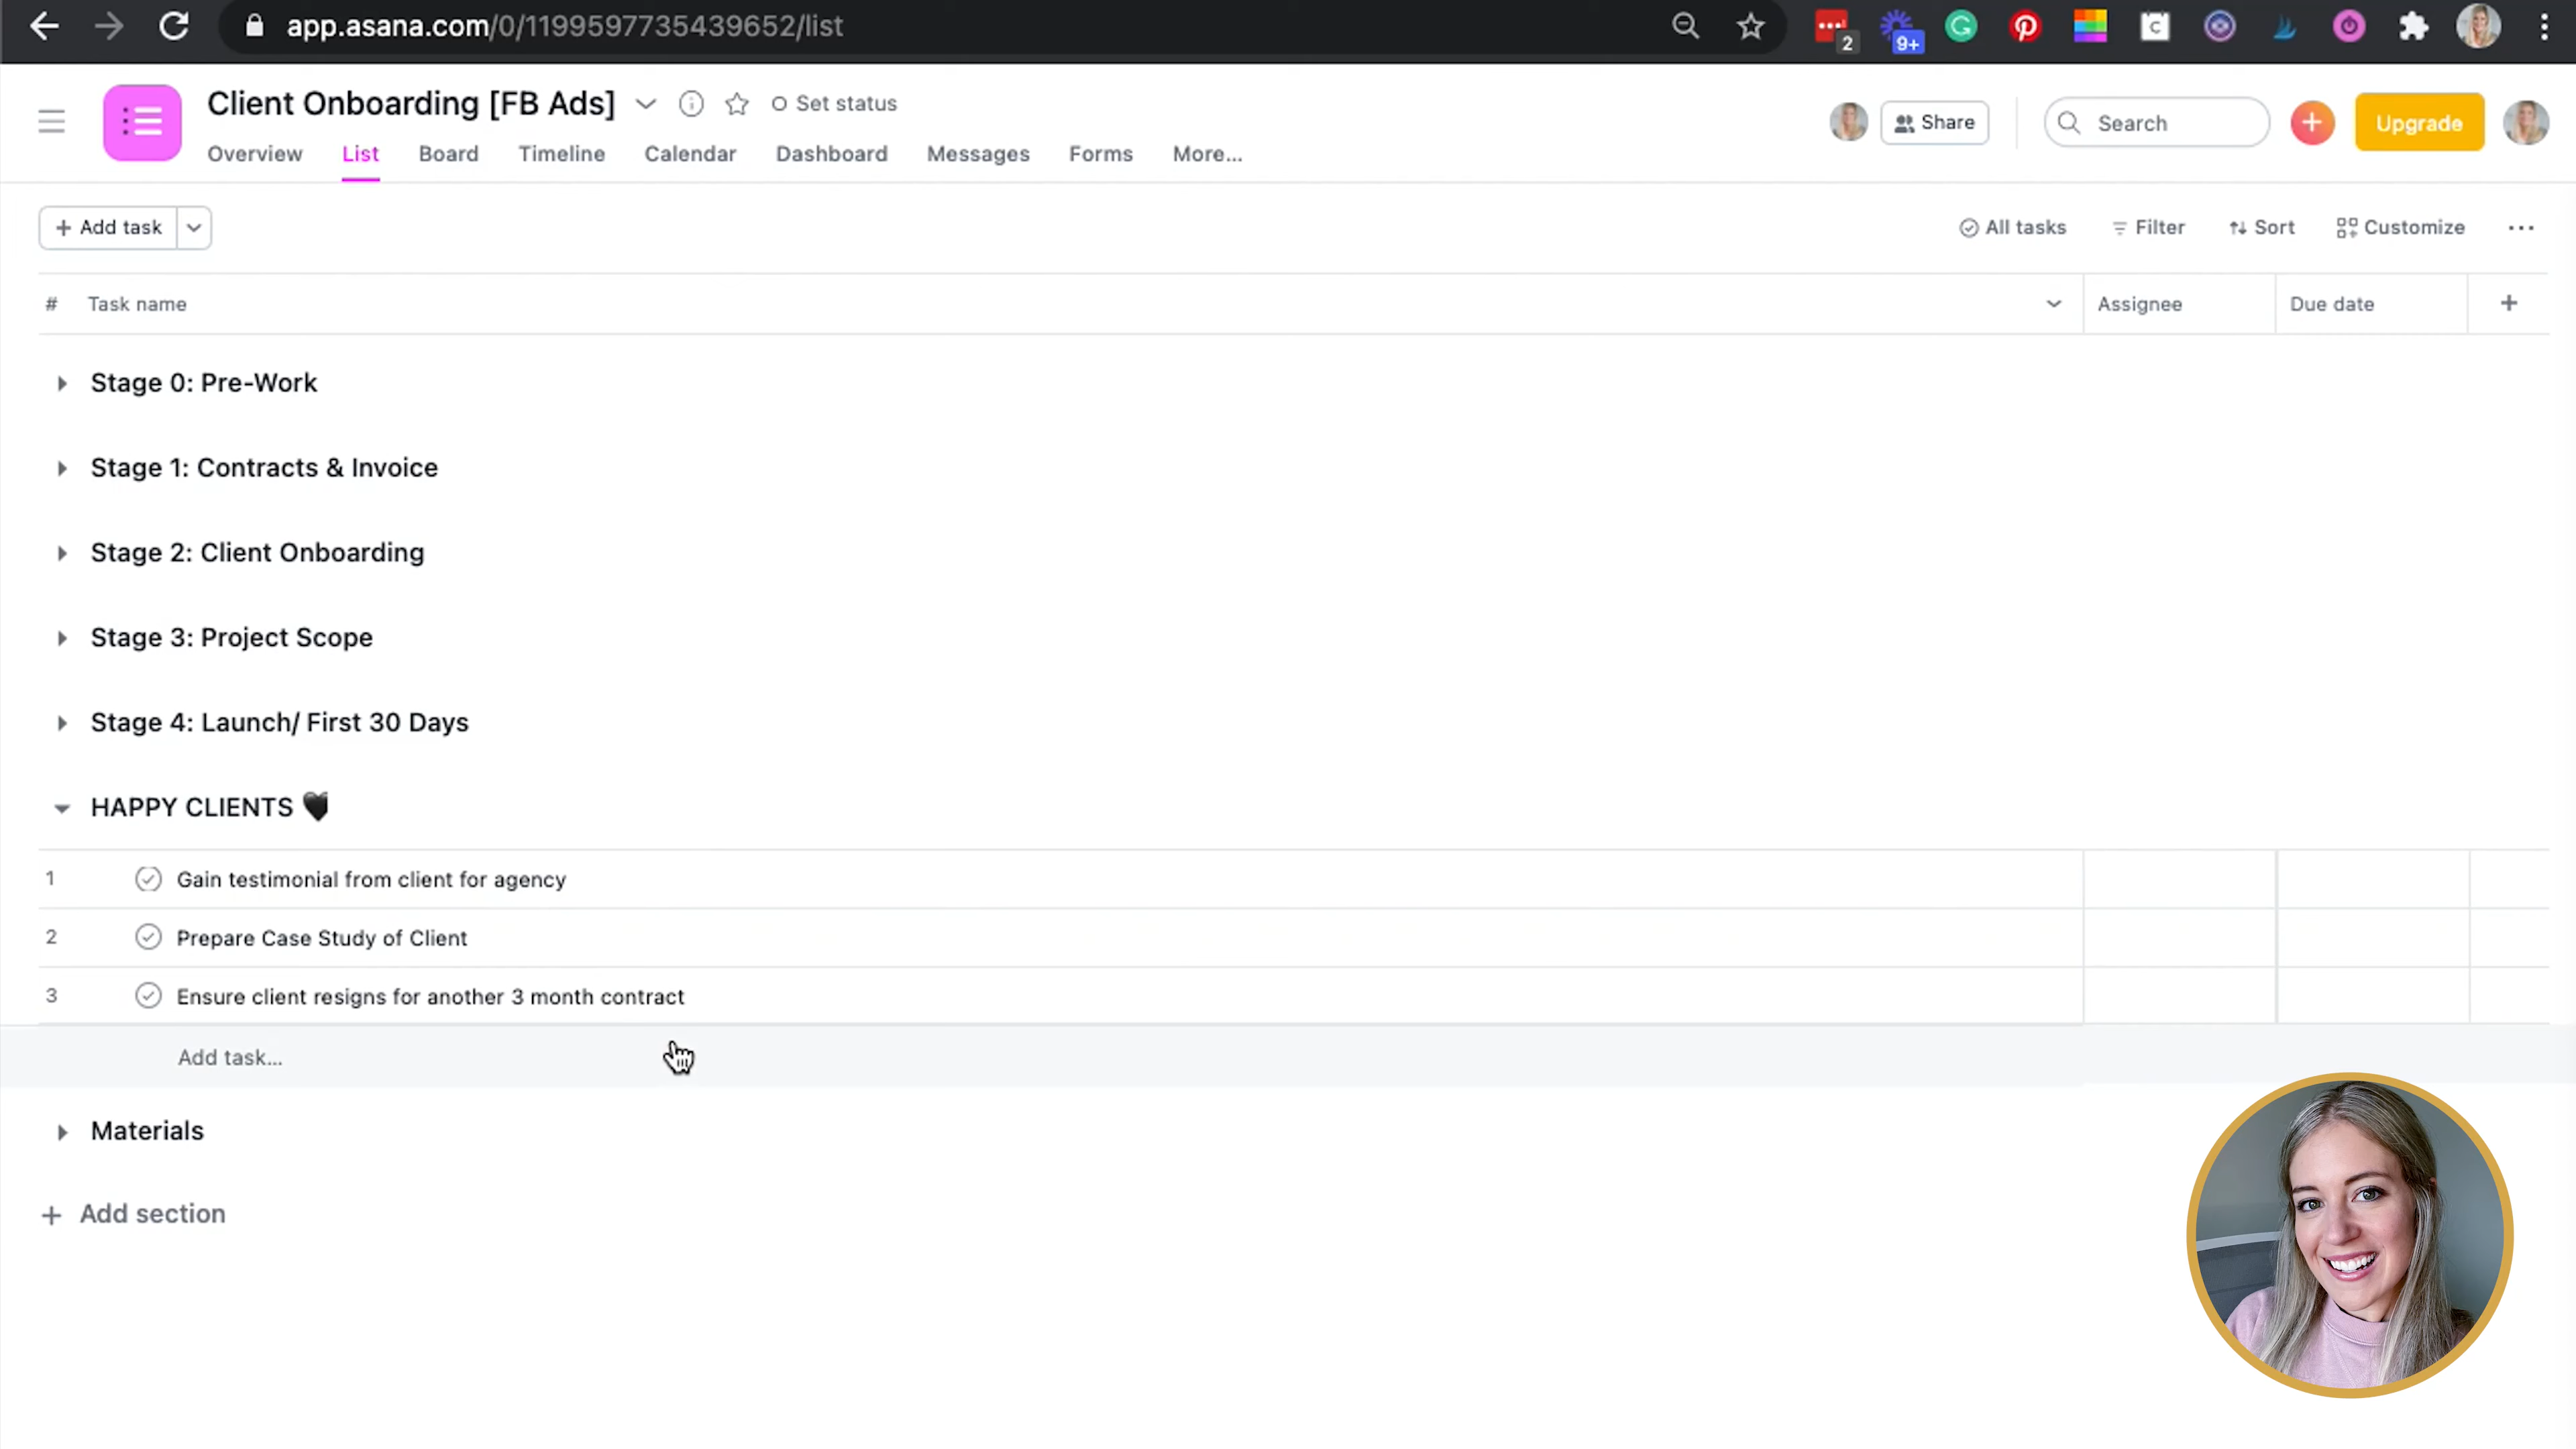 app.asana.com/0/1199597735439652/list
2
9+
Client Onboarding [FB Ads]
Set status
Share
Search
Upgrade
Overview
List
Board
Timeline
Calendar
Dashboard
Messages
Forms
More...
+ Add task
All tasks
Filter
Sort
Customize
# Task name
Assignee
Due date
+
Stage 0: Pre-Work
Stage 1: Contracts & Invoice
Stage 2: Client Onboarding
Stage 3: Project Scope
Stage 4: Launch/ First 30 Days
HAPPY CLIENTS 🖤
1 Gain testimonial from client for agency
2 Prepare Case Study of Client
3 Ensure client resigns for another 3 month contract
Add task...
Materials
+ Add section